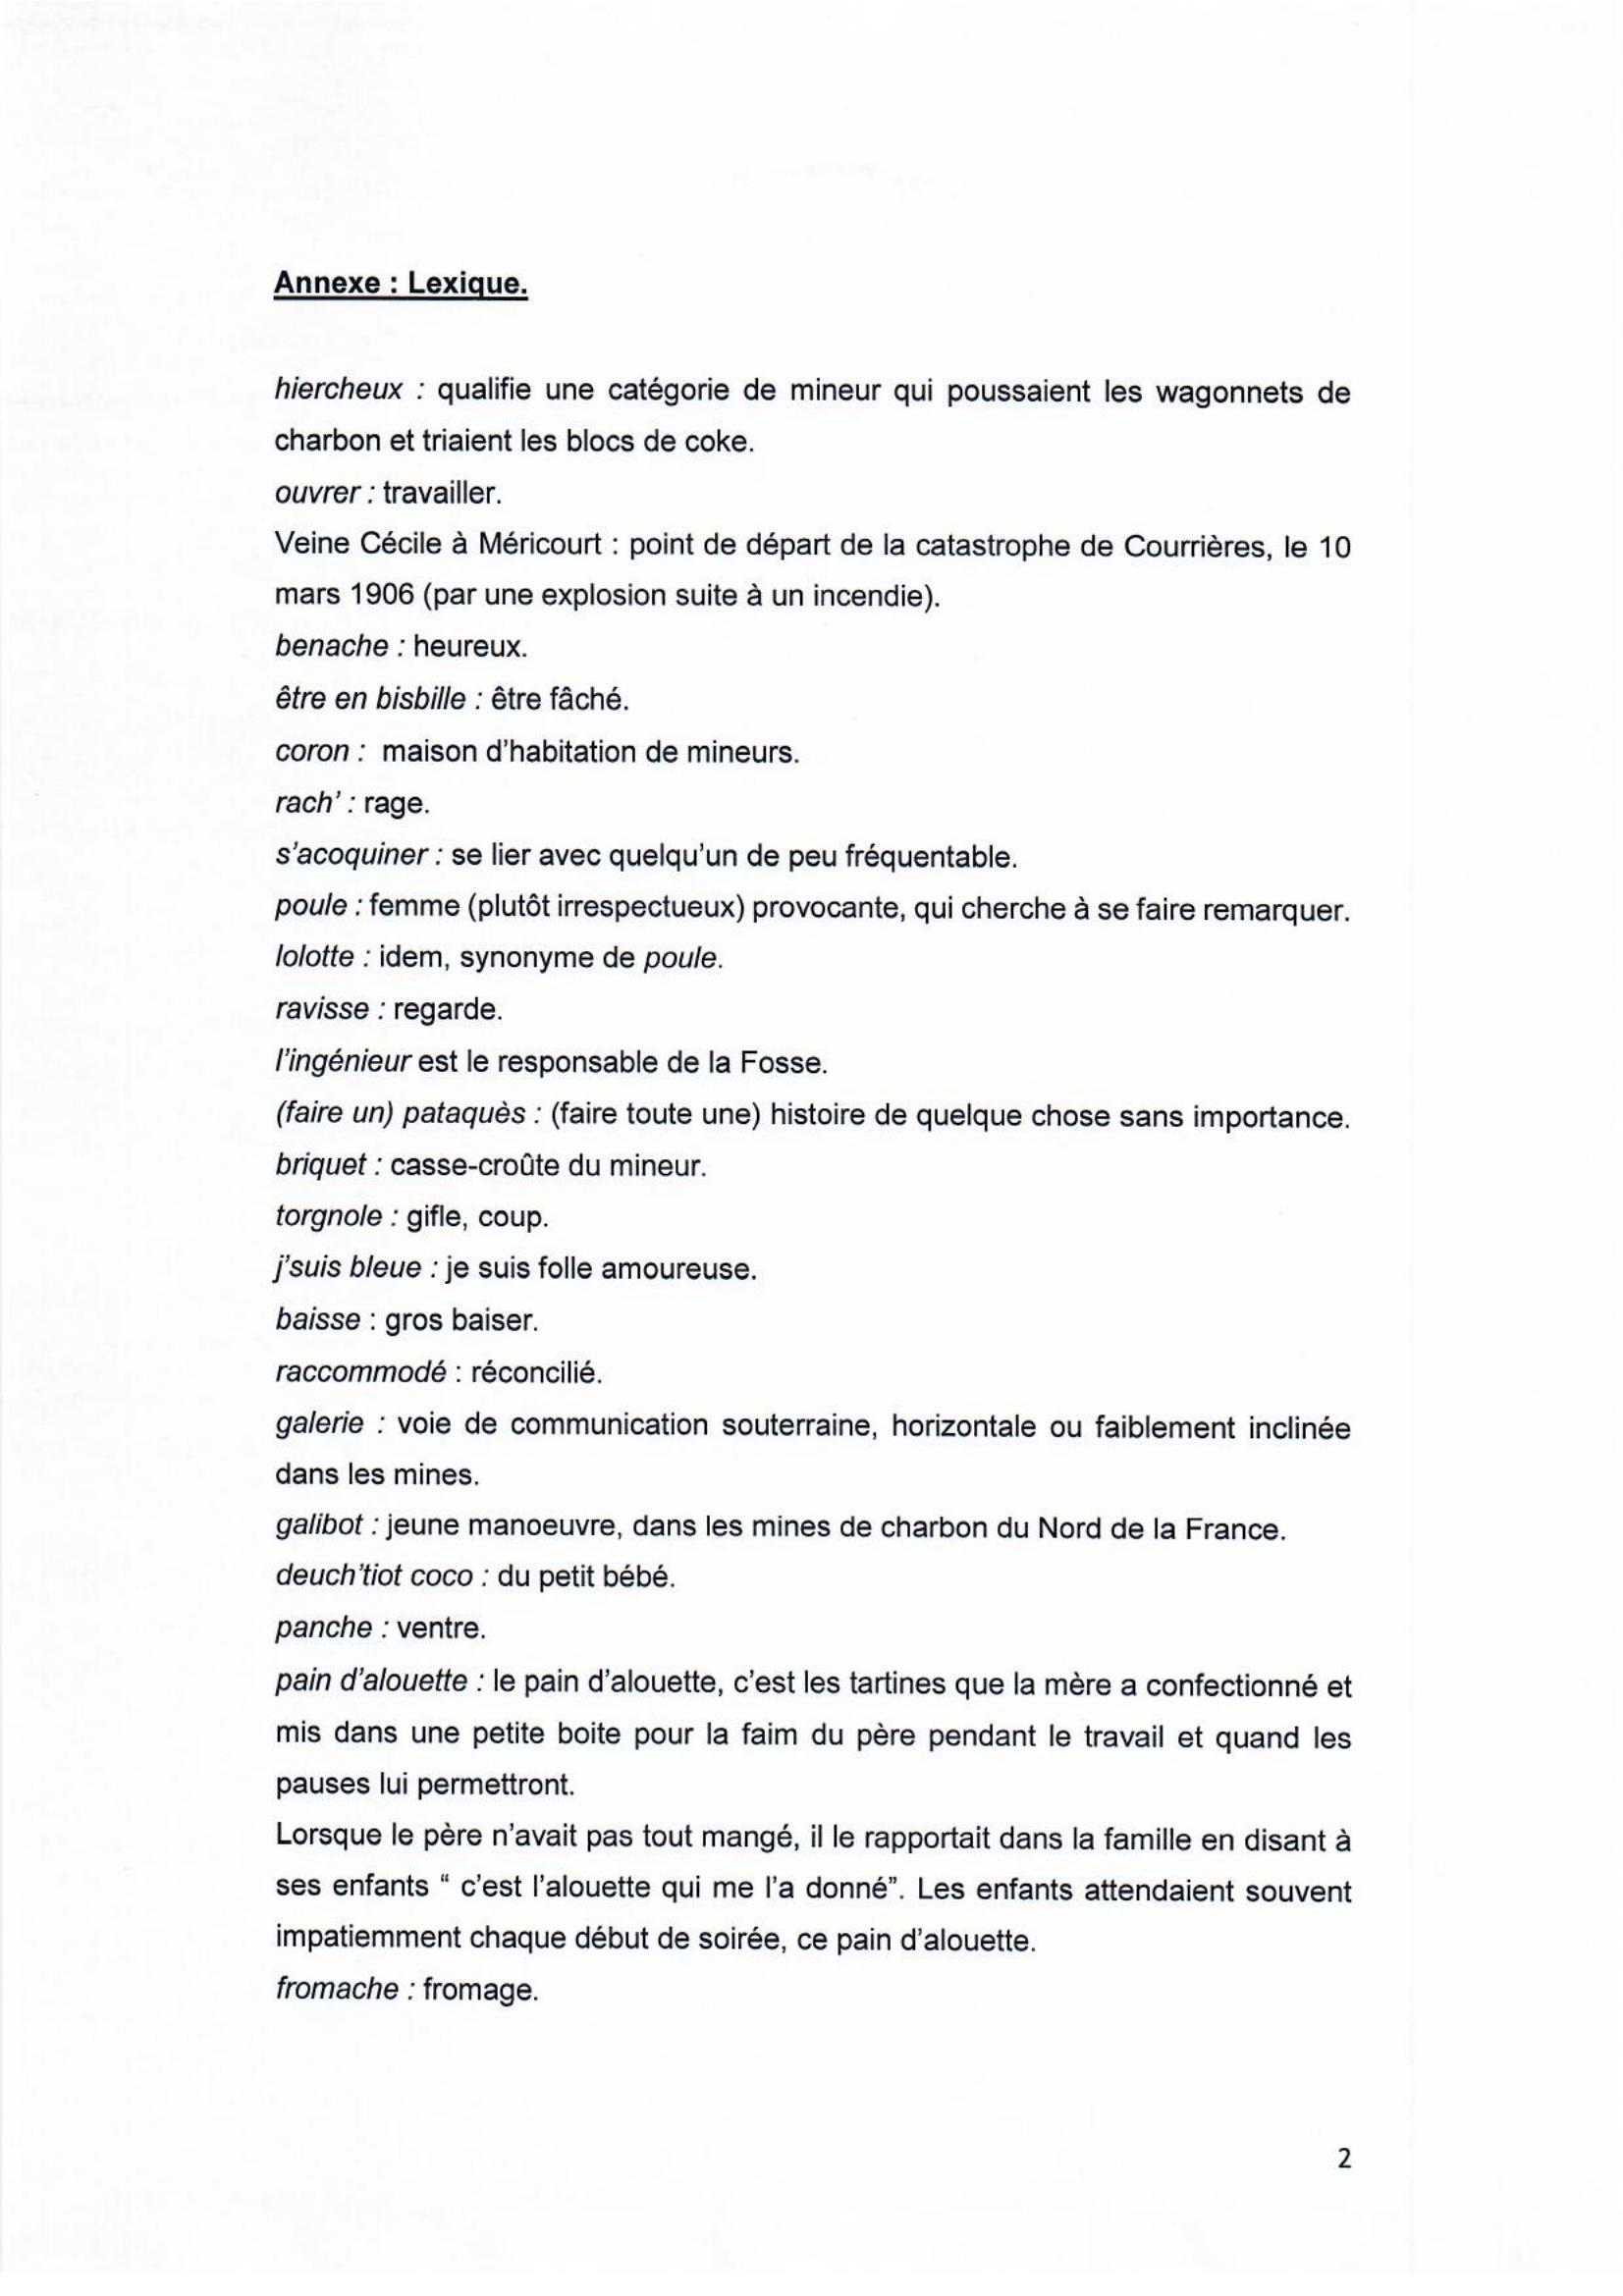 Annexe : Lexique.
hiercheux : qualifie une catégorie de mineur qui poussaient les wagonnets de
charbon et triaient les blocs de coke.
ouvrer : travailler.
Veine Cécile à Méricourt : point de départ de la catastrophe de Courrières, le 10
mars 1906 (par une explosion suite à un incendie).
benache : heureux.
être en bisbille : être fâché.
coron : maison d'habitation de mineurs.
rach' : rage.
s'acoquiner : se lier avec quelqu'un de peu fréquentable.
poule : femme (plutôt irrespectueux) provocante, qui cherche à se faire remarquer.
lolotte : idem, synonyme de poule.
ravisse : regarde.
l'ingénieur est le responsable de la Fosse.
(faire un) pataquès : (faire toute une) histoire de quelque chose sans importance.
briquet : casse-croûte du mineur.
torgnole : gifle, coup.
j'suis bleue : je suis folle amoureuse.
baisse : gros baiser.
raccommodé : réconcilié.
galerie : voie de communication souterraine, horizontale ou faiblement inclinée
dans les mines.
galibot : jeune manoeuvre, dans les mines de charbon du Nord de la France.
deuch'tiot coco : du petit bébé.
panche : ventre.
pain d'alouette : le pain d'alouette, c'est les tartines que la mère a confectionné et
mis dans une petite boite pour la faim du père pendant le travail et quand les
pauses lui permettront.
Lorsque le père n'avait pas tout mangé, il le rapportait dans la famille en disant à
ses enfants “ c'est l'alouette qui me l'a donné”. Les enfants attendaient souvent
impatiemment chaque début de soirée, ce pain d'alouette.
fromache : fromage.
2